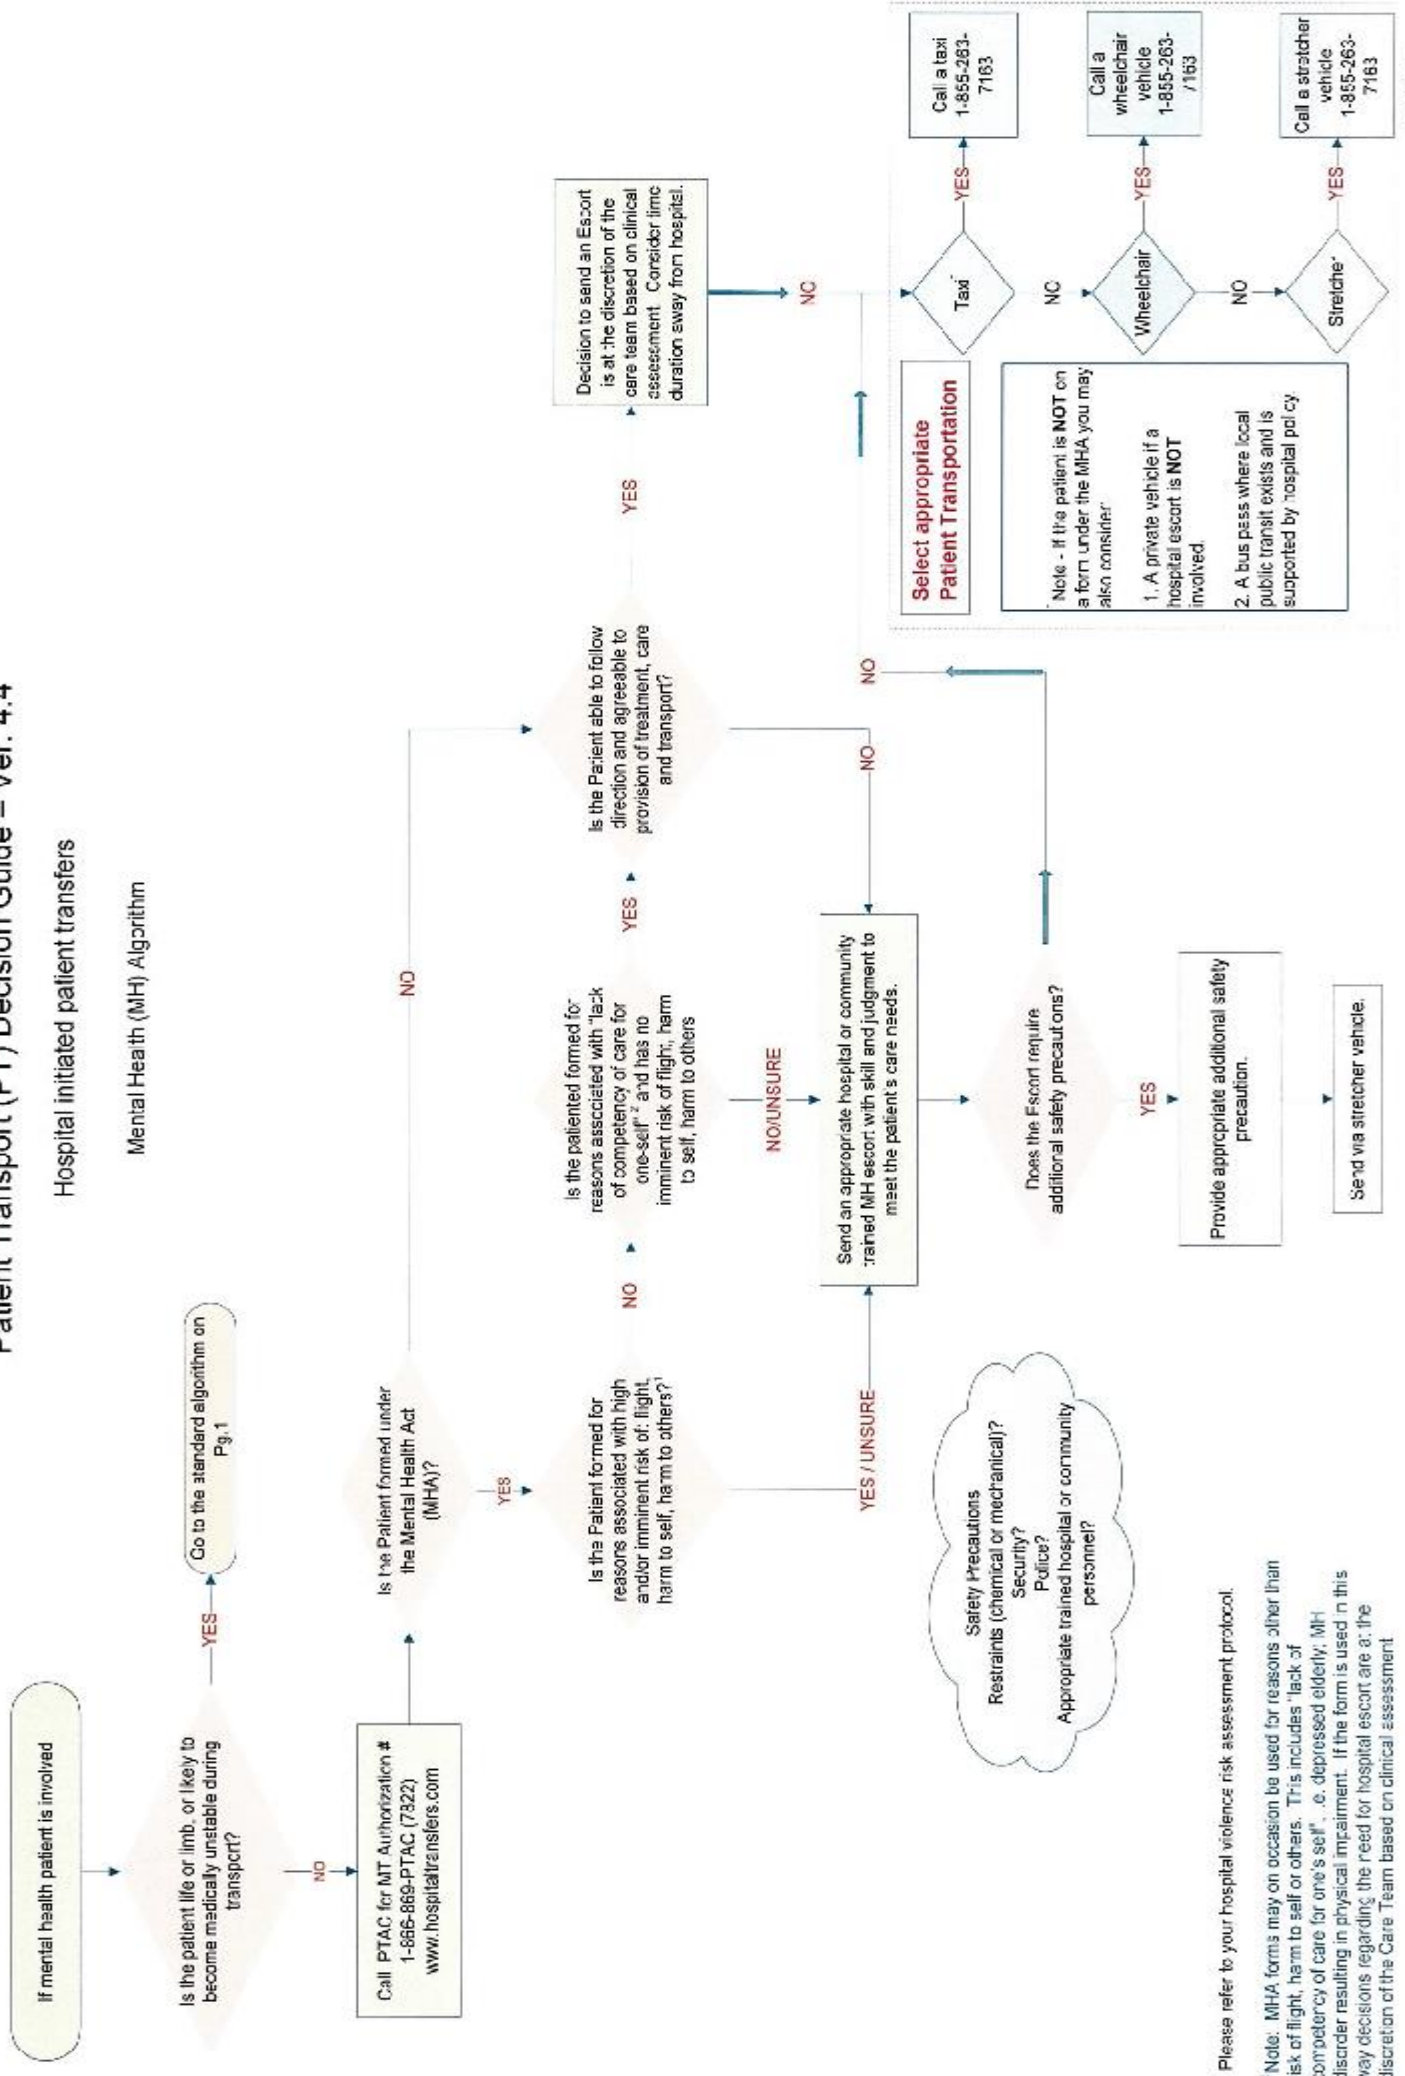 Patient Transport (PT) Decision Guide – Ver. 4.4
Hospital initiated patient transfers
Mental Health (MH) Algorithm
If mental health patient is involved
Is the patient life or limb, or likely to
become medically unstable during
transport?
YES
Go to the standard algorithm on
Pg.1
NO
Call PTAC for MT Authorization #
1-866-869-PTAC (7822)
www.hospitaltransfers.com
Is the Patient formed under
the Mental Health Act
(MHA)?
NO
YES
Is the Patient formed for
reasons associated with high
and/or imminent risk of: flight,
harm to self, harm to others?¹
NO
Is the patiented formed for
reasons associated with "lack
of competency of care for
one-self" ² and has no
imminent risk of flight, harm
to self, harm to others
YES
Is the Patient able to follow
direction and agreeable to
provision of treatment, care
and transport?
YES
Decision to send an Escort
is at the discretion of the
care team based on clinical
assessment. Consider time
duration away from hospital.
NO
YES / UNSURE
NO/UNSURE
NO
NO
Send an appropriate hospital or community
trained MH escort with skill and judgment to
meet the patient's care needs.
Does the Escort require
additional safety precautions?
YES
Provide appropriate additional safety
precaution.
Send via stretcher vehicle.
Safety Precautions
Restraints (chemical or mechanical)?
Security?
Police?
Appropriate trained hospital or community
personnel?
Select appropriate
Patient Transportation
Taxi*
YES
Call a taxi
1-855-263-
7163
NO
Wheelchair
YES
Call a
wheelchair
vehicle
1-855-263-
7163
NO
Stretcher
YES
Call a stretcher
vehicle
1-855-263-
7163
* Note - If the patient is NOT on
a form under the MHA you may
also consider:
1. A private vehicle if a
hospital escort is NOT
involved.
2. A bus pass where local
public transit exists and is
supported by hospital policy.
Please refer to your hospital violence risk assessment protocol.
Note: MHA forms may on occasion be used for reasons other than
isk of flight, harm to self or others. This includes "lack of
competency of care for one's self", i.e. depressed elderly; MH
disorder resulting in physical impairment. If the form is used in this
way decisions regarding the need for hospital escort are at the
discretion of the Care Team based on clinical assessment